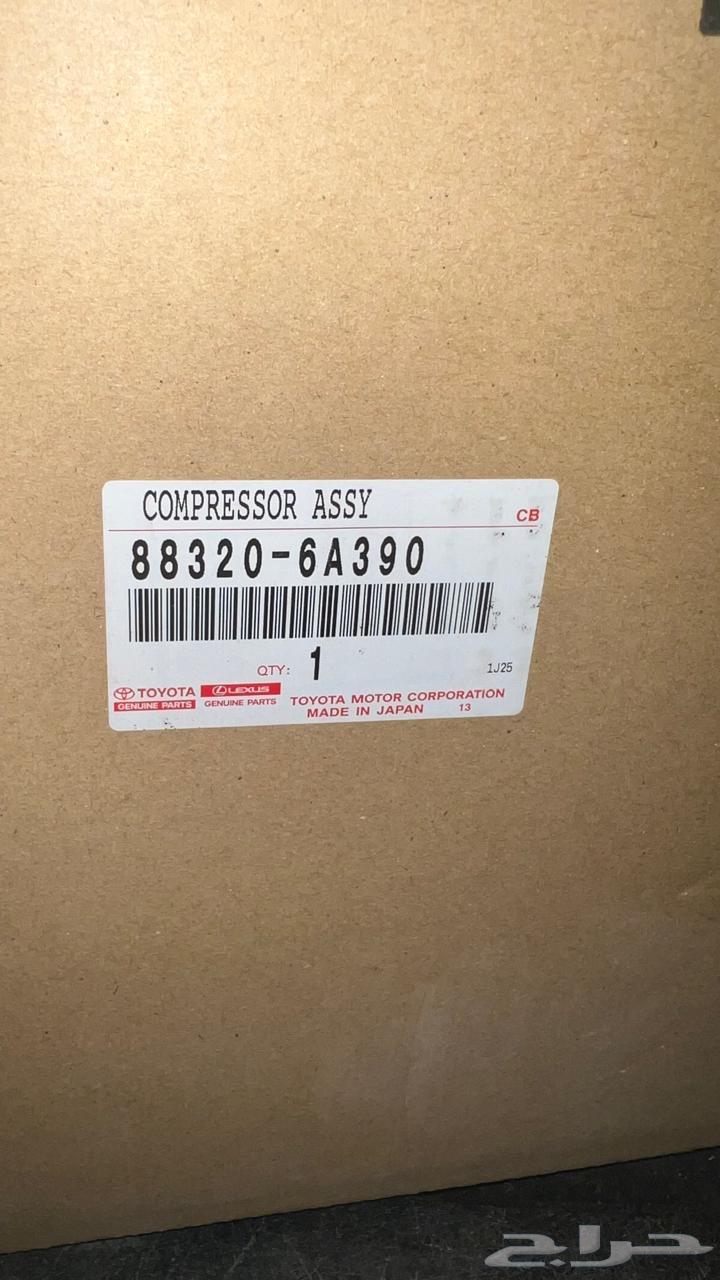 COMPRESSOR ASSY
CB
88320-6A390
QTY: 1
1J25
TOYOTA
GENUINE PARTS
LEXUS
GENUINE PARTS
TOYOTA MOTOR CORPORATION
MADE IN JAPAN 13
حراج